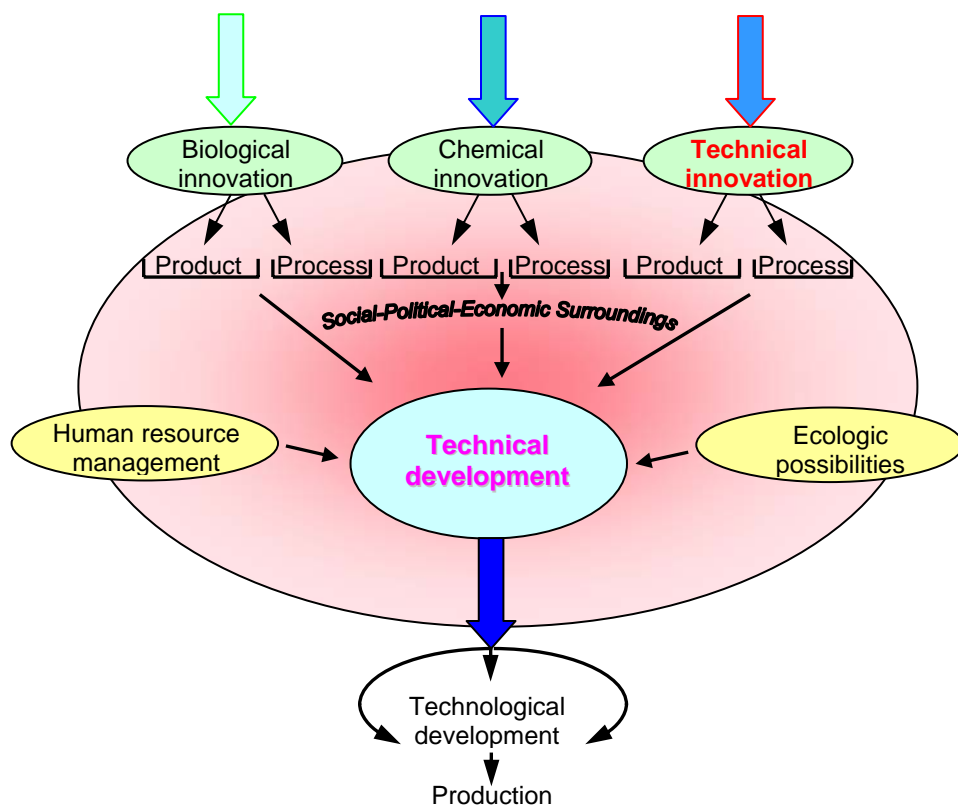 Biological
innovation
Chemical
innovation
Technical
innovation
Product
Process
Product
Process
Product
Process
Social-Political-Economic Surroundings
Human resource
management
Technical
development
Ecologic
possibilities
Technological
development
Production